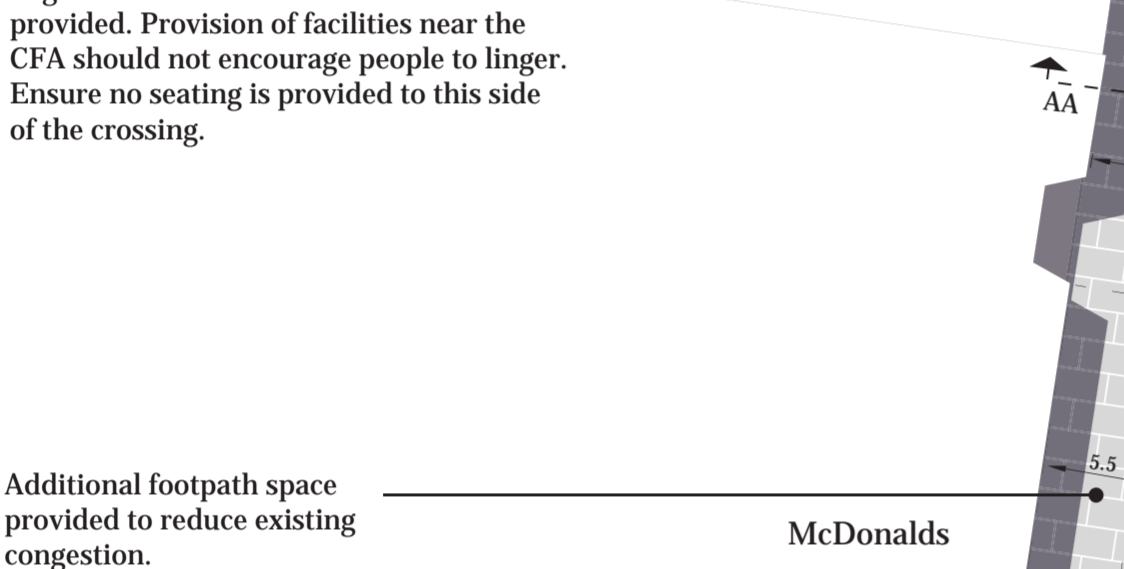 provided. Provision of facilities near the
CFA should not encourage people to linger.
Ensure no seating is provided to this side
of the crossing.
AA
5.5
Additional footpath space
provided to reduce existing
congestion.
McDonalds